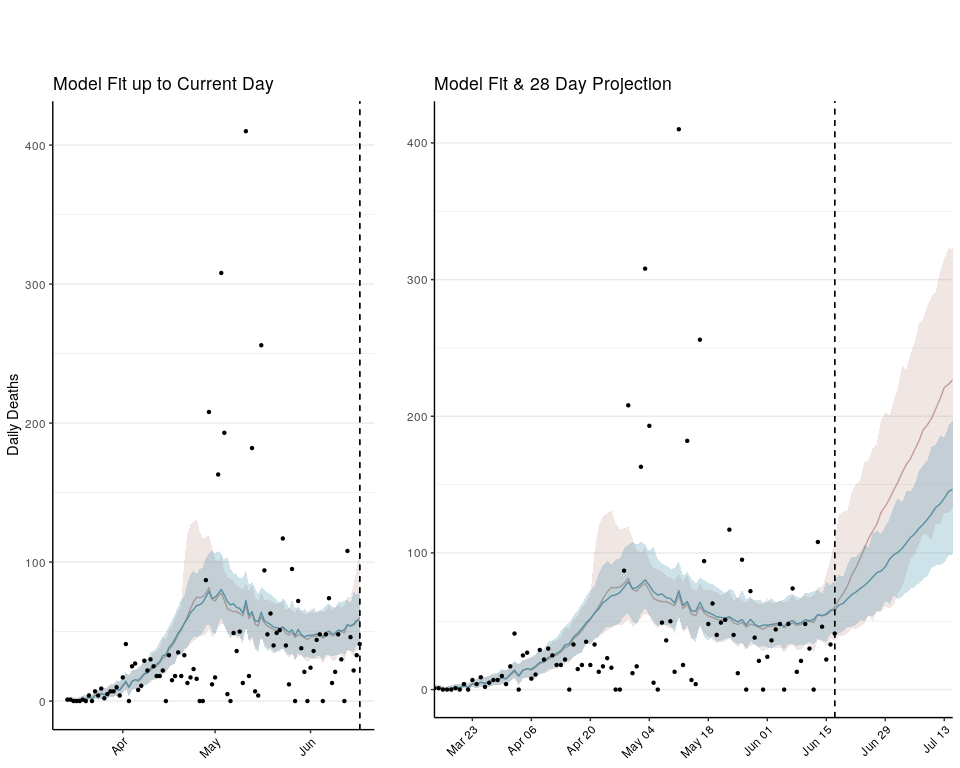 Model Fit up to Current Day
Model Fit & 28 Day Projection
Daily Deaths
400
300
200
100
0
Apr
May
Jun
400
300
200
100
0
Mar 23
Apr 06
Apr 20
May 04
May 18
Jun 01
Jun 15
Jun 29
Jul 13